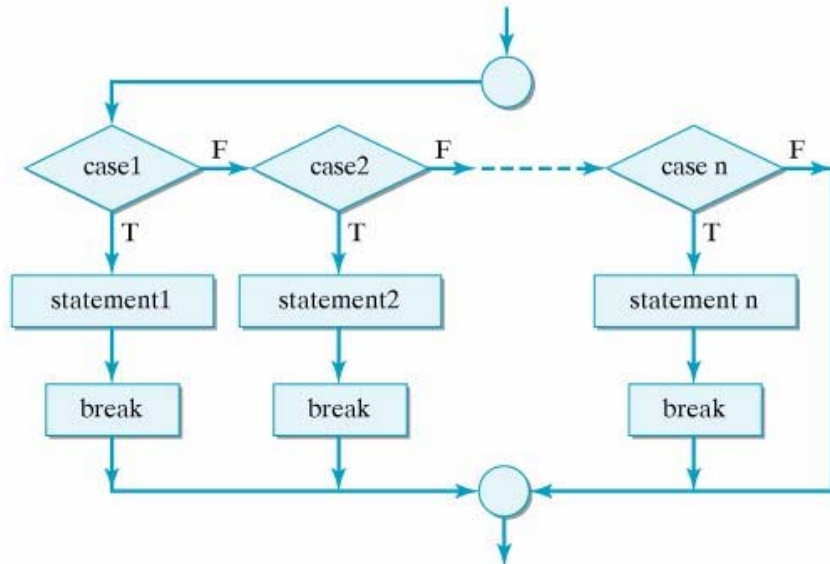 case1
F
case2
F
case n
F
T
T
T
statement1
statement2
statement n
break
break
break